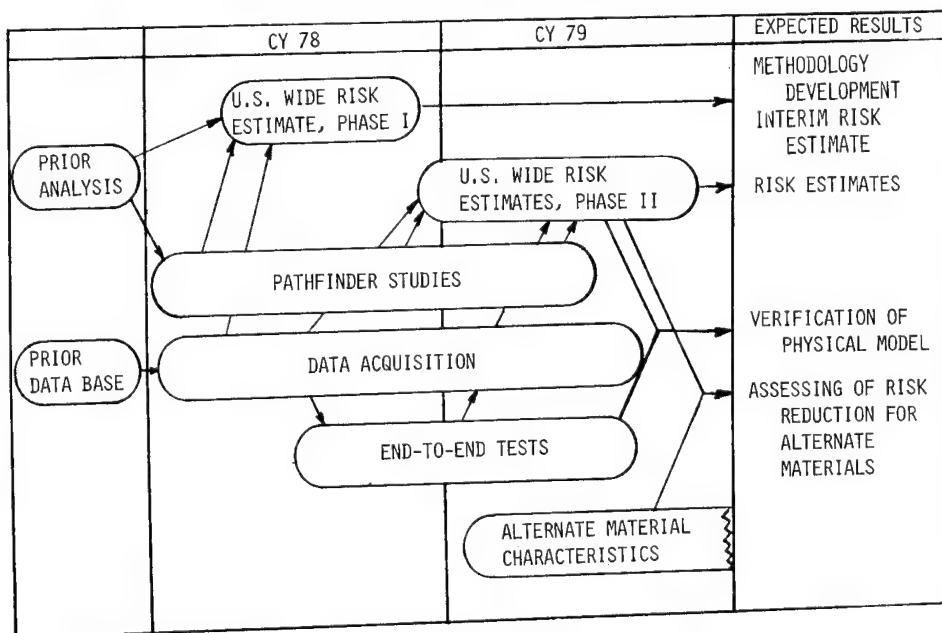 CY 78
CY 79
EXPECTED RESULTS
U.S. WIDE RISK
ESTIMATE, PHASE I
METHODOLOGY
DEVELOPMENT
INTERIM RISK
ESTIMATE
PRIOR
ANALYSIS
U.S. WIDE RISK
ESTIMATES, PHASE II
RISK ESTIMATES
PATHFINDER STUDIES
PRIOR
DATA BASE
DATA ACQUISITION
VERIFICATION OF
PHYSICAL MODEL
END-TO-END TESTS
ASSESSING OF RISK
REDUCTION FOR
ALTERNATE
MATERIALS
ALTERNATE MATERIAL
CHARACTERISTICS